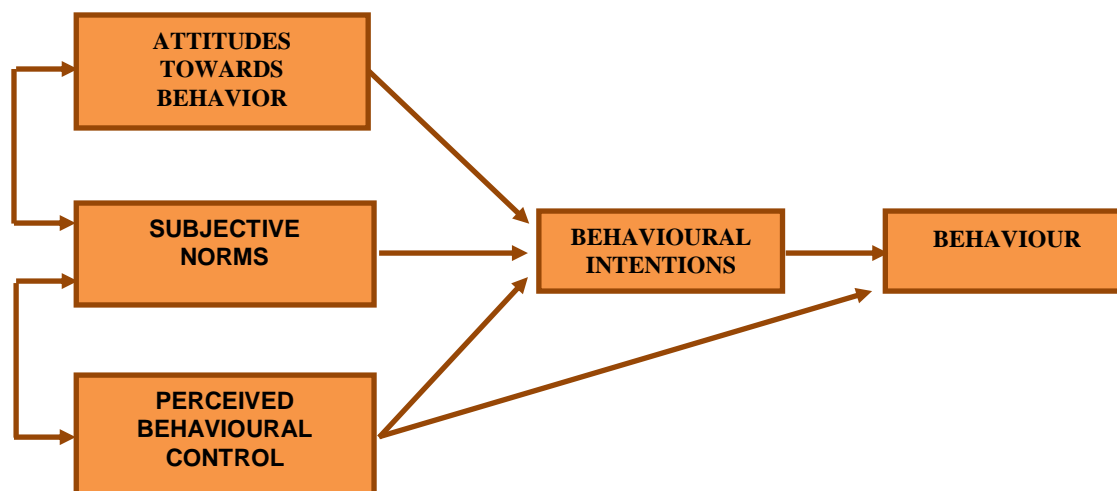 ATTITUDES
TOWARDS
BEHAVIOR
SUBJECTIVE
NORMS
PERCEIVED
BEHAVIOURAL
CONTROL
BEHAVIOURAL
INTENTIONS
BEHAVIOUR